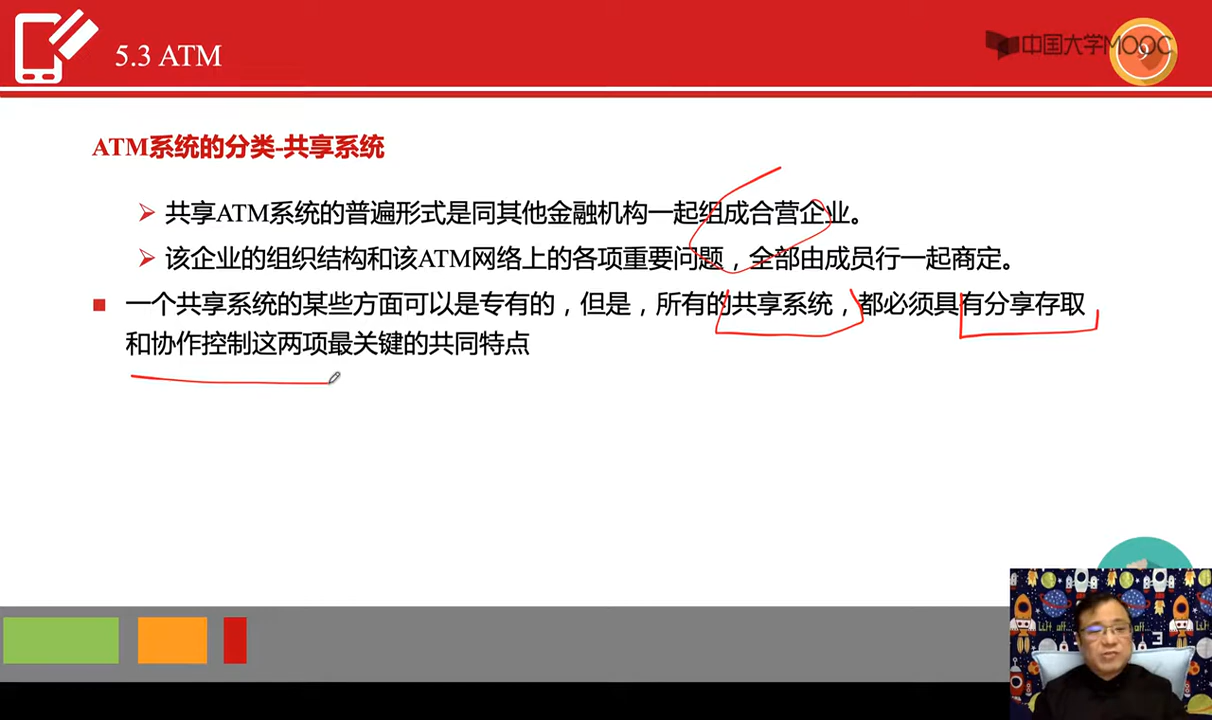 5.3 ATM
中国大学MOOC
9
ATM系统的分类-共享系统
共享ATM系统的普遍形式是同其他金融机构一起组成合营企业。
该企业的组织结构和该ATM网络上的各项重要问题，全部由成员行一起商定。
一个共享系统的某些方面可以是专有的，但是，所有的共享系统，都必须具有分享存取
和协作控制这两项最关键的共同特点